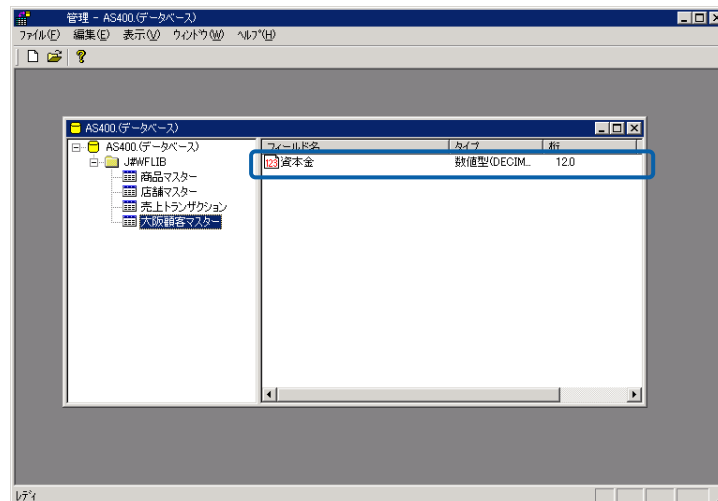 管理 - AS400.(データベース)
ファイル(F) 編集(E) 表示(V) ウィンドウ(W) ヘルプ(H)
AS400.(データベース)
AS400.(データベース)
J#WFLIB
商品マスター
店舗マスター
売上トランザクション
大阪顧客マスター
フィールド名 タイプ 桁
123 資本金 数値型(DECIM... 12.0
レディ